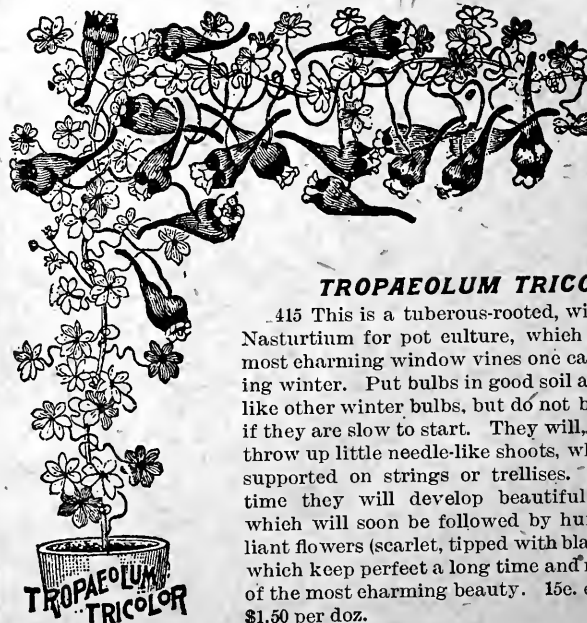 TROPAEOLUM TRICO
415 This is a tuberous-rooted, wi
Nasturtium for pot culture, which
most charming window vines one ca
ing winter. Put bulbs in good soil a
like other winter bulbs, but do not b
if they are slow to start. They will,
throw up little needle-like shoots, w
supported on strings or trellises.
time they will develop beautiful
which will soon be followed by hu
liant flowers (scarlet, tipped with bla
which keep perfect a long time and
of the most charming beauty. 15c. e
$1.50 per doz.
TROPAEOLUM
TRICOLOR